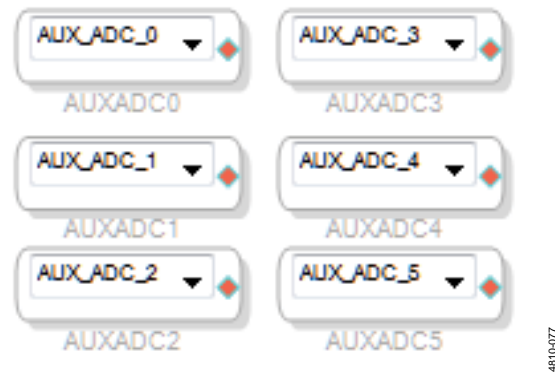 AUX_ADC_0
AUXADC0
AUX_ADC_1
AUXADC1
AUX_ADC_2
AUXADC2
AUX_ADC_3
AUXADC3
AUX_ADC_4
AUXADC4
AUX_ADC_5
AUXADC5
4810-077